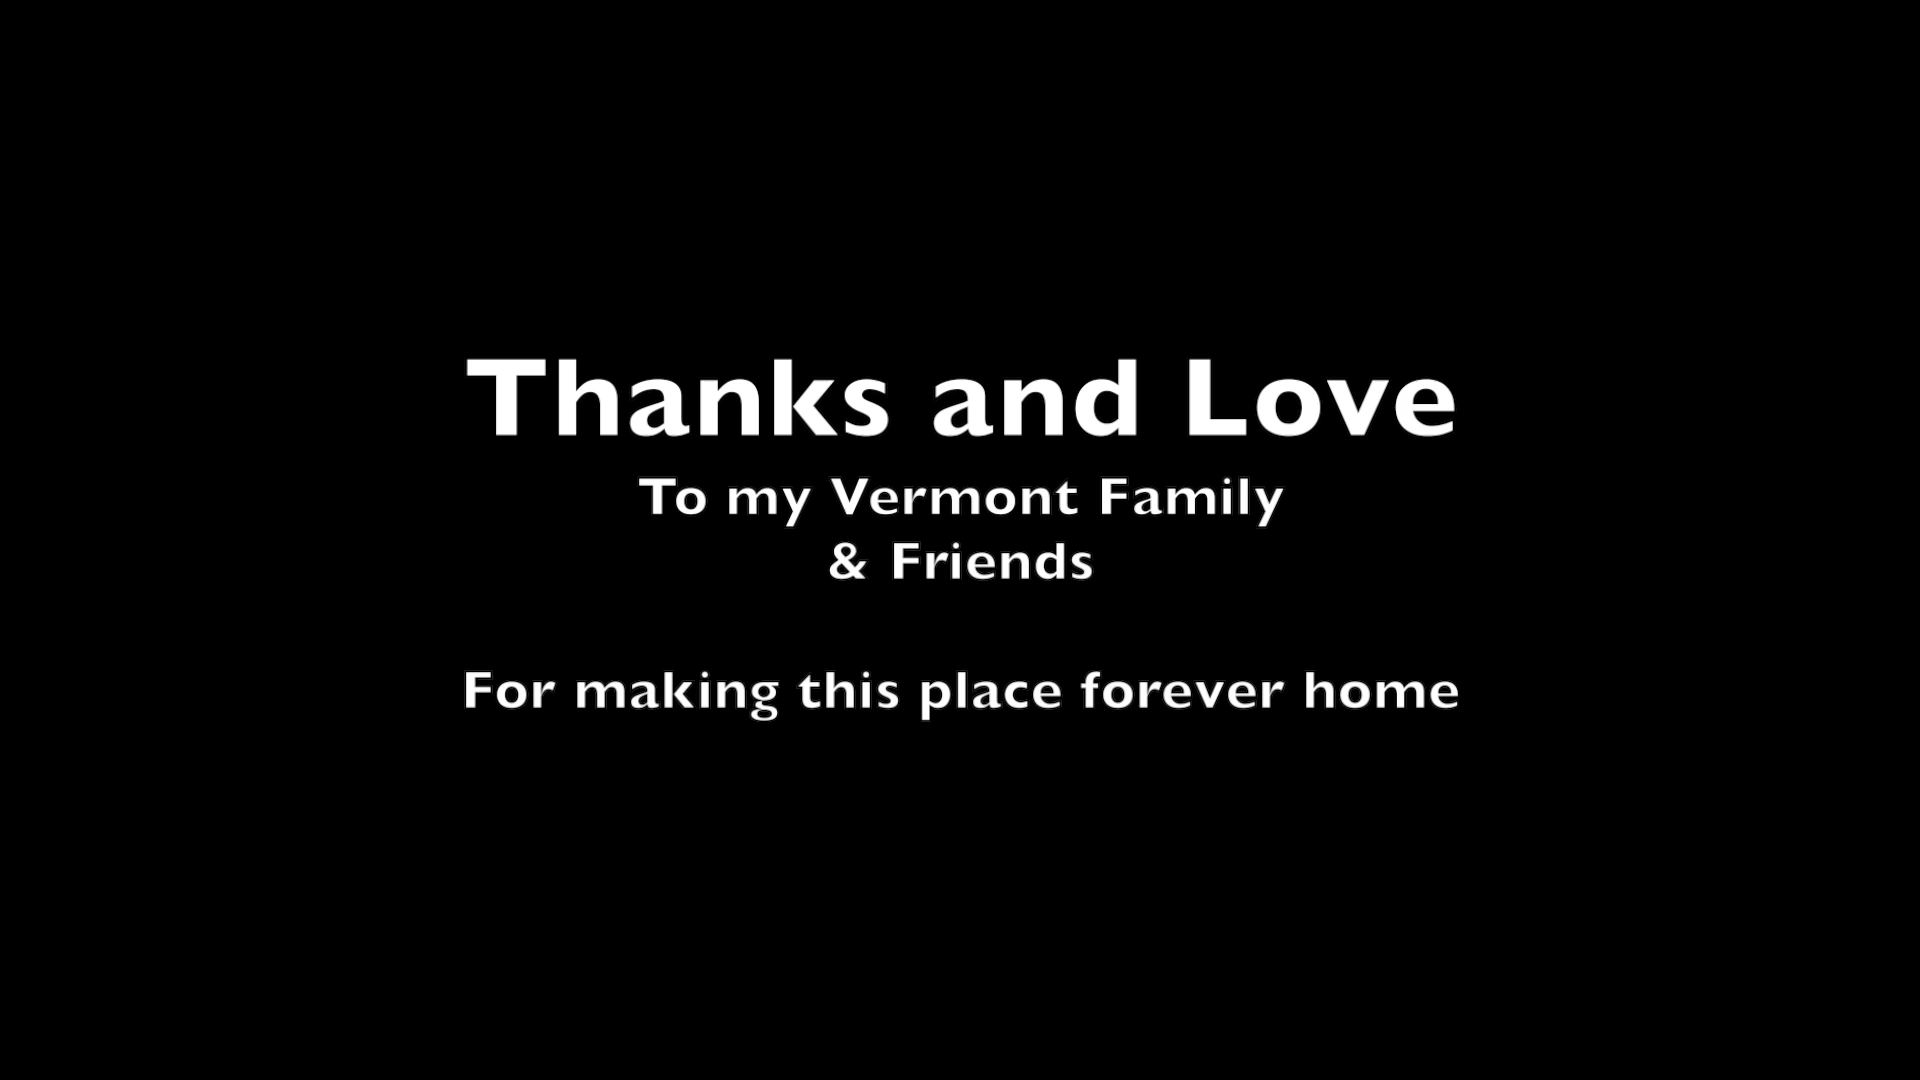 Thanks and Love
To my Vermont Family
& Friends
For making this place forever home